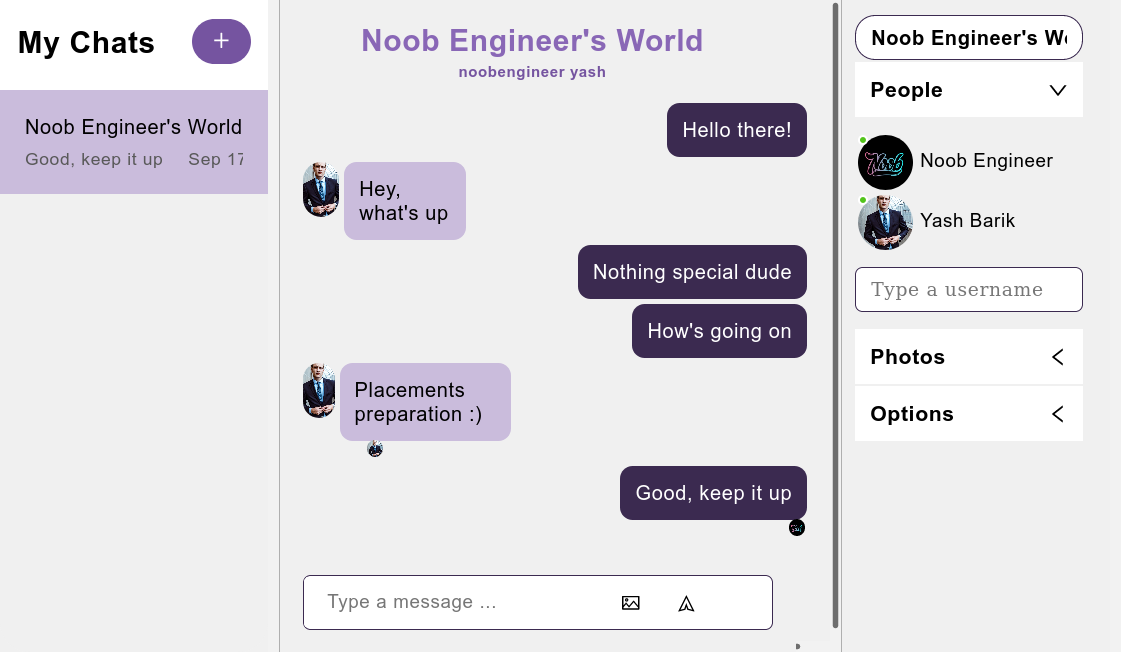 My Chats
+
Noob Engineer's World
Good, keep it up Sep 17
Noob Engineer's World
noobengineer yash
Hello there!
Hey,
what's up
Nothing special dude
How's going on
Placements
preparation :)
Good, keep it up
Type a message ...
Noob Engineer's Wo
People
Noob
Noob Engineer
Yash Barik
Type a username
Photos
Options